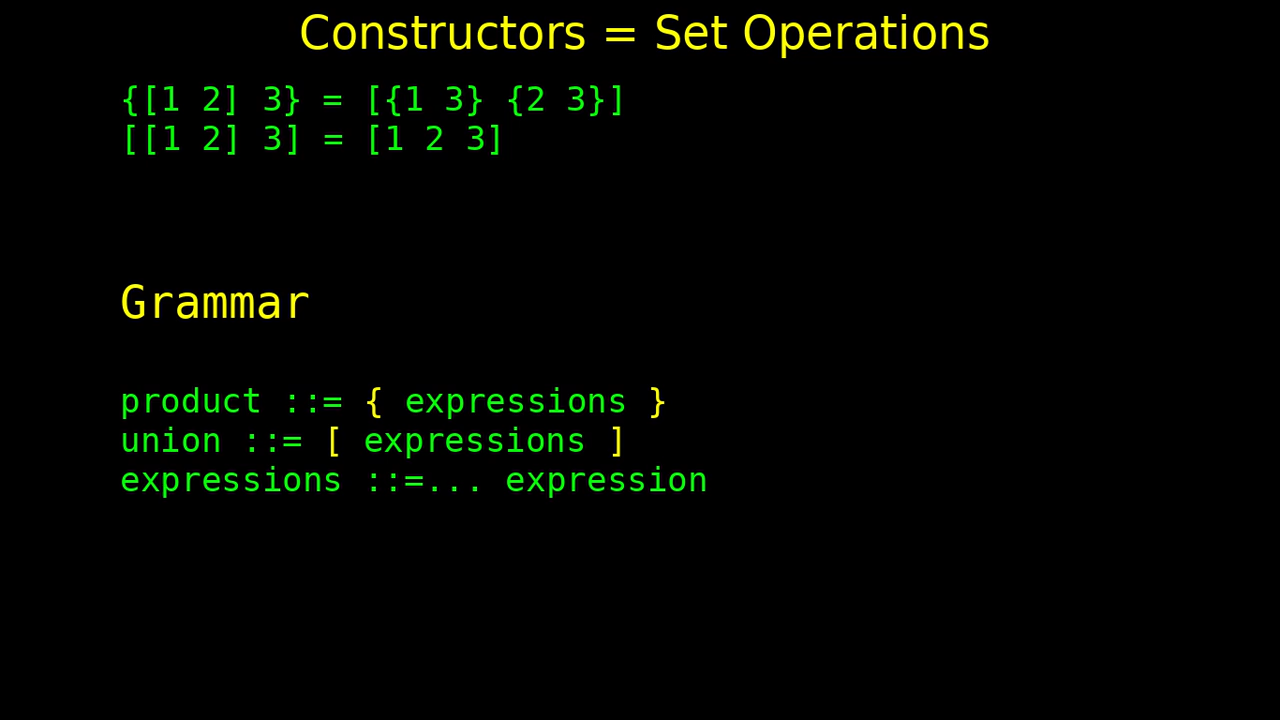 Constructors = Set Operations
{[1 2] 3} = [{1 3} {2 3}]
[[1 2] 3] = [1 2 3]
Grammar
product ::= { expressions }
union ::= [ expressions ]
expressions ::=... expression